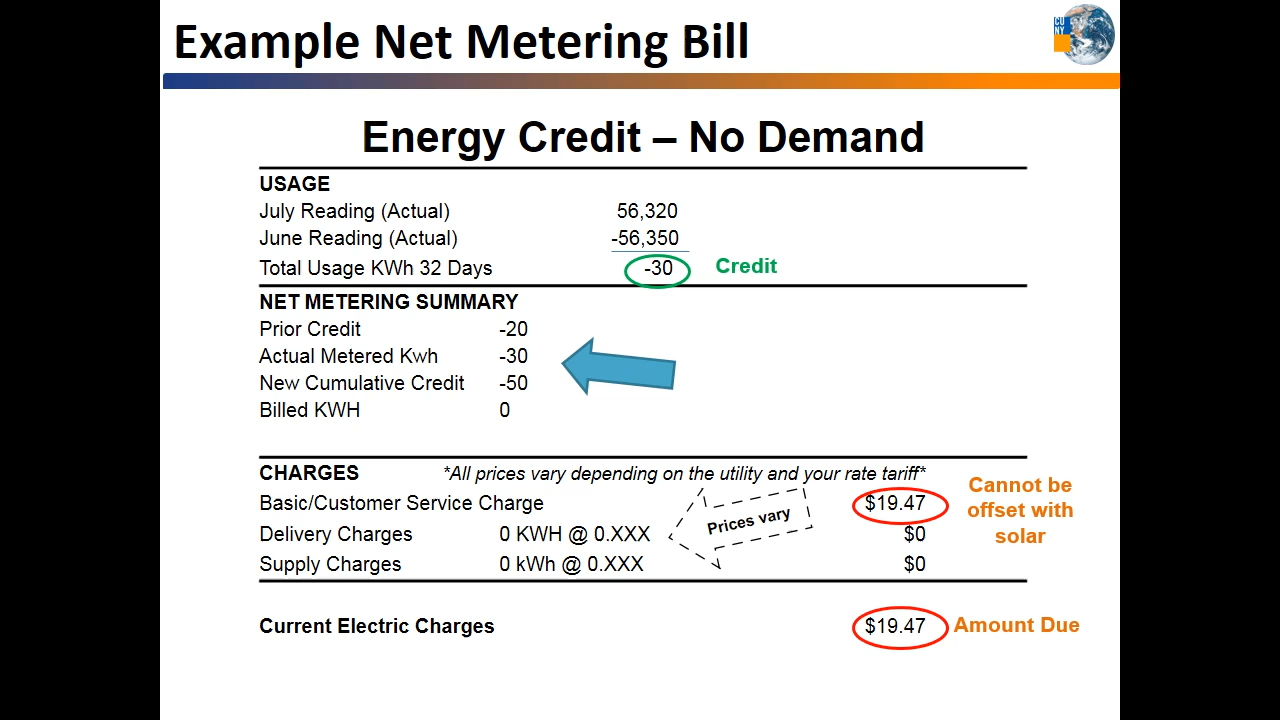 Example Net Metering Bill
CU
NY
Energy Credit – No Demand
USAGE
July Reading (Actual) 56,320
June Reading (Actual) -56,350
Total Usage KWh 32 Days -30 Credit
NET METERING SUMMARY
Prior Credit -20
Actual Metered Kwh -30
New Cumulative Credit -50
Billed KWH 0
CHARGES *All prices vary depending on the utility and your rate tariff*
Basic/Customer Service Charge $19.47
Cannot be
offset with
solar
Delivery Charges 0 KWH @ 0.XXX $0
Prices vary
Supply Charges 0 kWh @ 0.XXX $0
Current Electric Charges $19.47 Amount Due